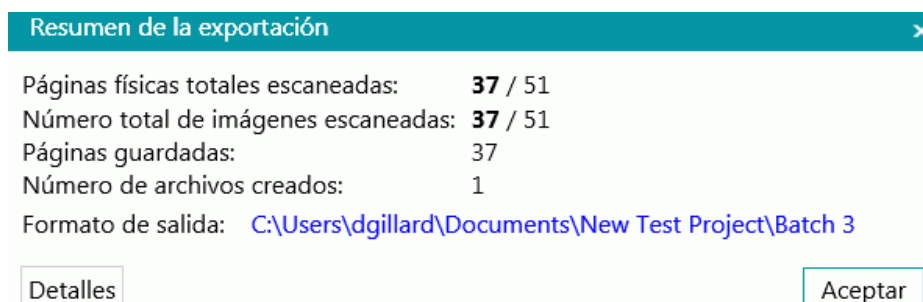 Resumen de la exportación
Páginas físicas totales escaneadas: 37 / 51
Número total de imágenes escaneadas: 37 / 51
Páginas guardadas: 37
Número de archivos creados: 1
Formato de salida: C:\Users\dgillard\Documents\New Test Project\Batch 3
Detalles Aceptar